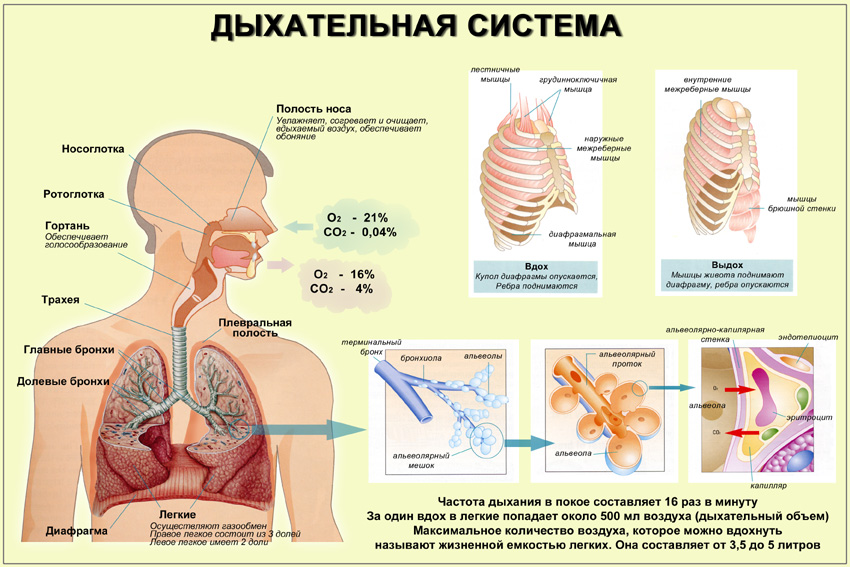 ДЫХАТЕЛЬНАЯ СИСТЕМА
Полость носа
Увлажняет, согревает и очищает,
вдыхаемый воздух, обеспечивает
обоняние
Носоглотка
Ротоглотка
Гортань
Обеспечивает
голосообразование
O2 - 21%
CO2 - 0,04%
O2 - 16%
CO2 - 4%
Трахея
Плевральная
полость
Главные бронхи
Долевые бронхи
Диафрагма
Легкие
Осуществляют газообмен
Правое легкое состоит из 3 долей
Левое легкое имеет 2 доли
лестничные
мышцы
грудинноключичная
мышца
наружные
межреберные
мышцы
диафрагмальная
мышца
Вдох
Купол диафрагмы опускается,
Ребра поднимаются
внутренние
межреберные мышцы
мышцы
брюшной стенки
Выдох
Мышцы живота поднимают
диафрагму, ребра опускаются
терминальный
бронх
бронхиола
альвеолы
альвеолярный
мешок
альвеолярный
проток
альвеола
альвеолярно-капилярная
стенка
эндотелиоцит
O2
альвеола
эритроцит
CO2
капилляр
Частота дыхания в покое составляет 16 раз в минуту
За один вдох в легкие попадает около 500 мл воздуха (дыхательный объем)
Максимальное количество воздуха, которое можно вдохнуть
называют жизненной емкостью легких. Она составляет от 3,5 до 5 литров